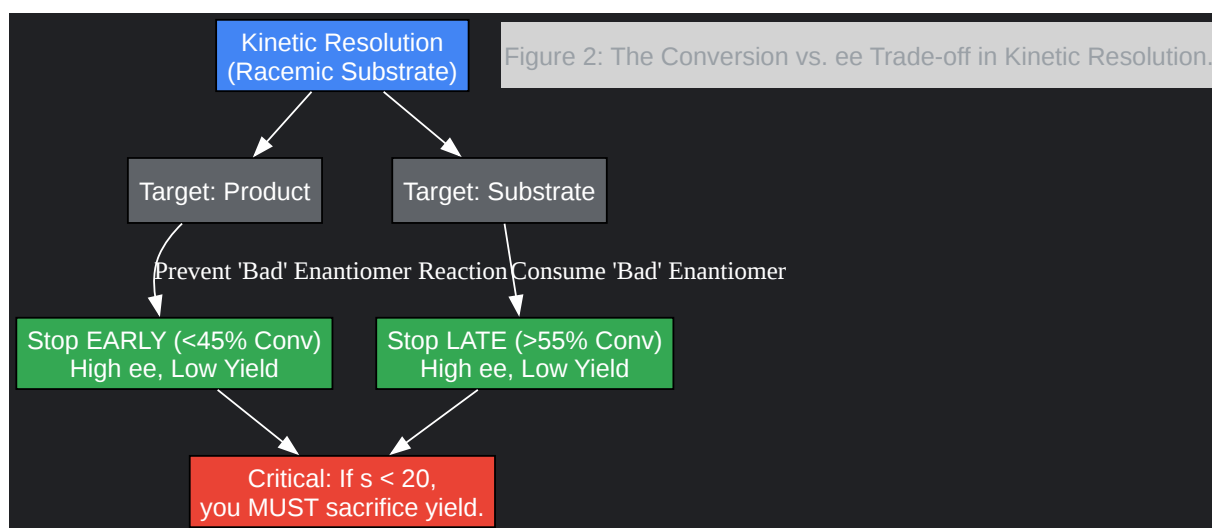 Kinetic Resolution
(Racemic Substrate)
Figure 2: The Conversion vs. ee Trade-off in Kinetic Resolution.
Target: Product
Target: Substrate
Prevent 'Bad' Enantiomer Reaction
Consume 'Bad' Enantiomer
Stop EARLY (<45% Conv)
High ee, Low Yield
Stop LATE (>55% Conv)
High ee, Low Yield
Critical: If s < 20,
you MUST sacrifice yield.